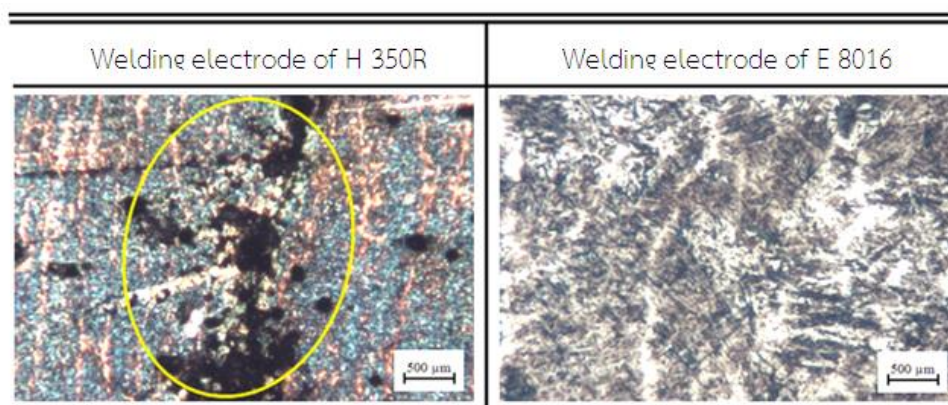 Welding electrode of H 350R
Welding electrode of E 8016
500 µm
500 µm